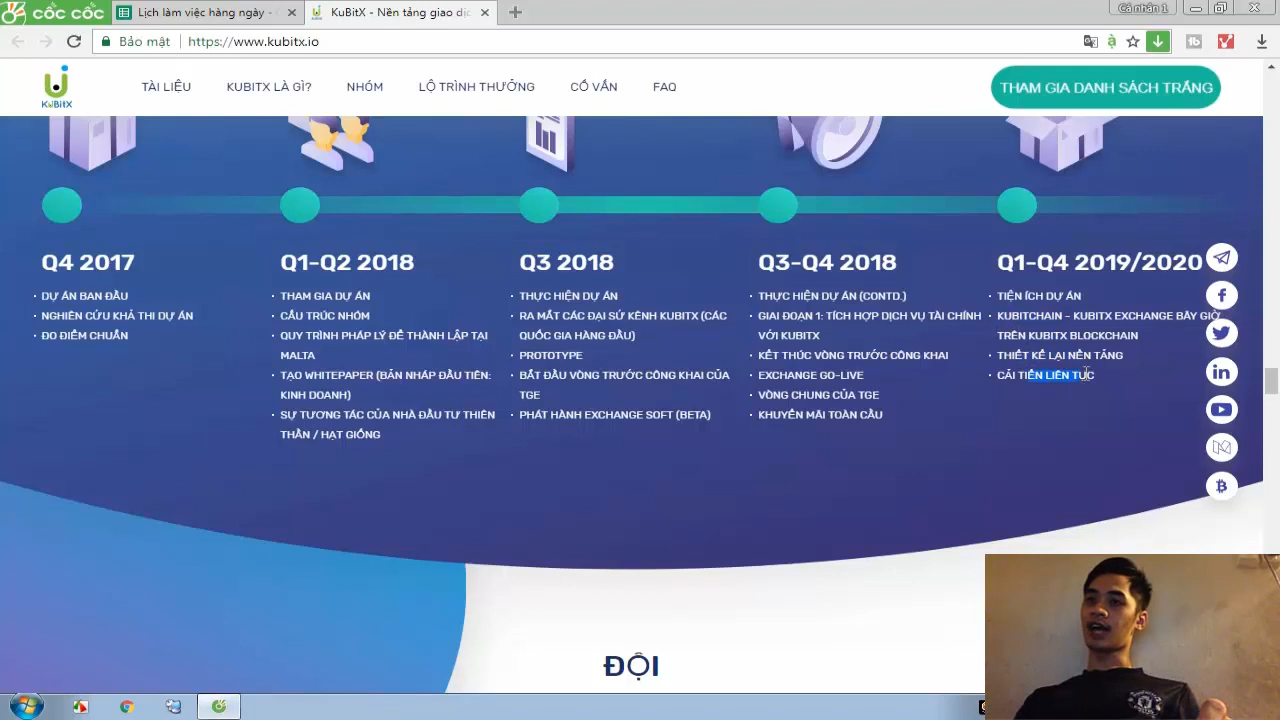 cốc cốc
Lịch làm việc hàng ngày -
KuBitX - Nền tảng giao dịc
Cá nhân 1
Bảo mật
https://www.kubitx.io
KuBitX
TÀI LIỆU
KUBITX LÀ GÌ?
NHÓM
LỘ TRÌNH THƯỞNG
CỐ VẤN
FAQ
THAM GIA DANH SÁCH TRẮNG
Q4 2017
DỰ ÁN BAN ĐẦU
NGHIÊN CỨU KHẢ THI DỰ ÁN
ĐO ĐIỂM CHUẨN
Q1-Q2 2018
THAM GIA DỰ ÁN
CẤU TRÚC NHÓM
QUY TRÌNH PHÁP LÝ ĐỂ THÀNH LẬP TẠI
MALTA
TẠO WHITEPAPER (BẢN NHÁP ĐẦU TIÊN:
KINH DOANH)
SỰ TƯƠNG TÁC CỦA NHÀ ĐẦU TƯ THIÊN
THẦN / HẠT GIỐNG
Q3 2018
THỰC HIỆN DỰ ÁN
RA MẮT CÁC ĐẠI SỨ KÊNH KUBITX (CÁC
QUỐC GIA HÀNG ĐẦU)
PROTOTYPE
BẮT ĐẦU VÒNG TRƯỚC CÔNG KHAI CỦA
TGE
PHÁT HÀNH EXCHANGE SOFT (BETA)
Q3-Q4 2018
THỰC HIỆN DỰ ÁN (CONTD.)
GIAI ĐOẠN 1: TÍCH HỢP DỊCH VỤ TÀI CHÍNH
VỚI KUBITX
KẾT THÚC VÒNG TRƯỚC CÔNG KHAI
EXCHANGE GO-LIVE
VÒNG CHUNG CỦA TGE
KHUYẾN MÃI TOÀN CẦU
Q1-Q4 2019/2020
TIỆN ÍCH DỰ ÁN
KUBITCHAIN - KUBITX EXCHANGE BÂY GIỜ
TRÊN KUBITX BLOCKCHAIN
THIẾT KẾ LẠI NỀN TẢNG
CẢI TIẾN LIÊN TỤC
ĐỘI